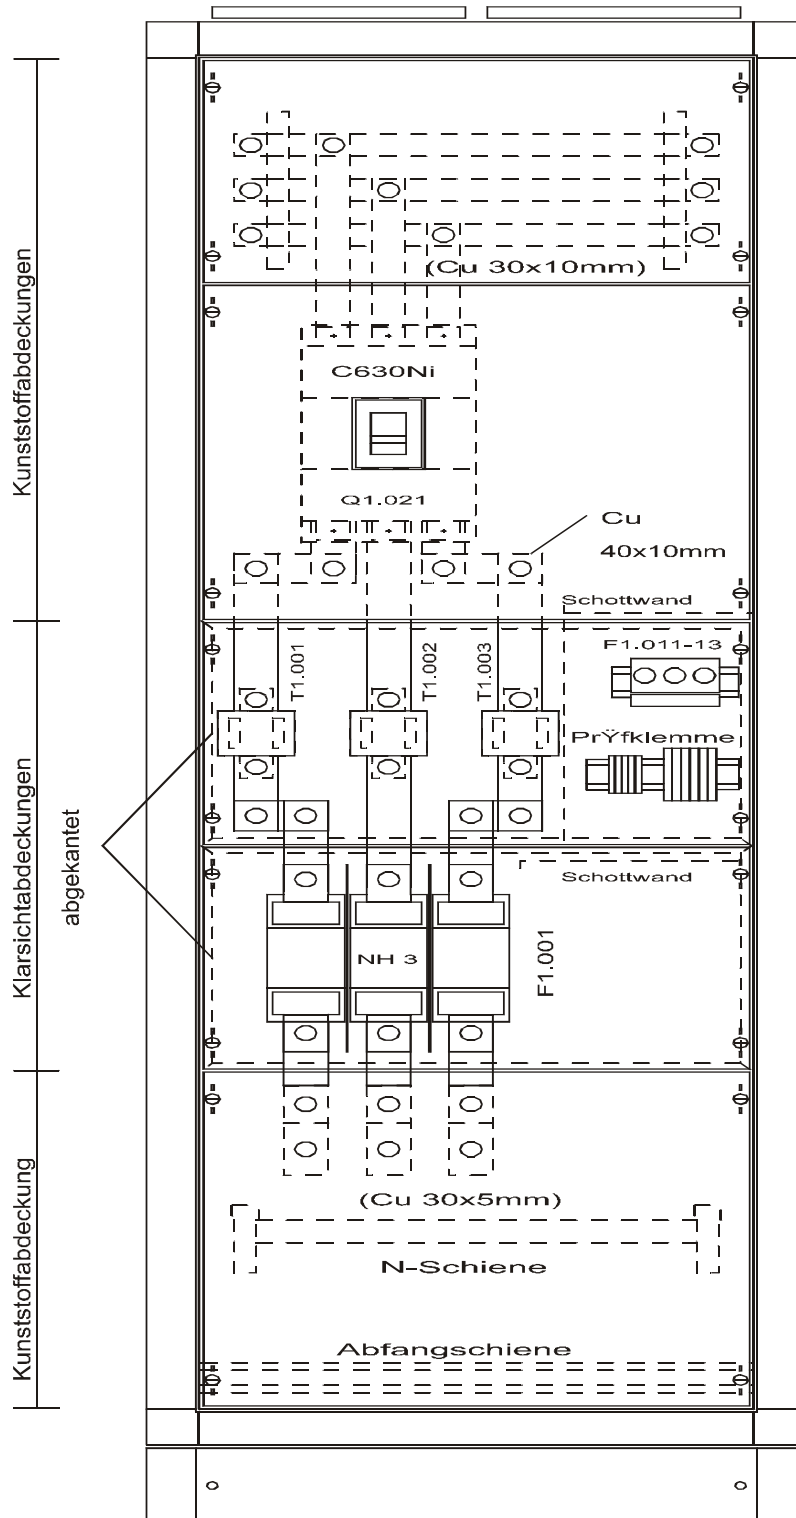 Kunststoffabdeckungen
(Cu 30x10mm)
C630Ni
Q1.021
Cu
40x10mm
Schottwand
Klarsichtabdeckungen
abgekantet
T1.001
T1.002
T1.003
F1.011-13
PrŸfklemme
Schottwand
NH 3
F1.001
Kunststoffabdeckung
(Cu 30x5mm)
N-Schiene
Abfangschiene